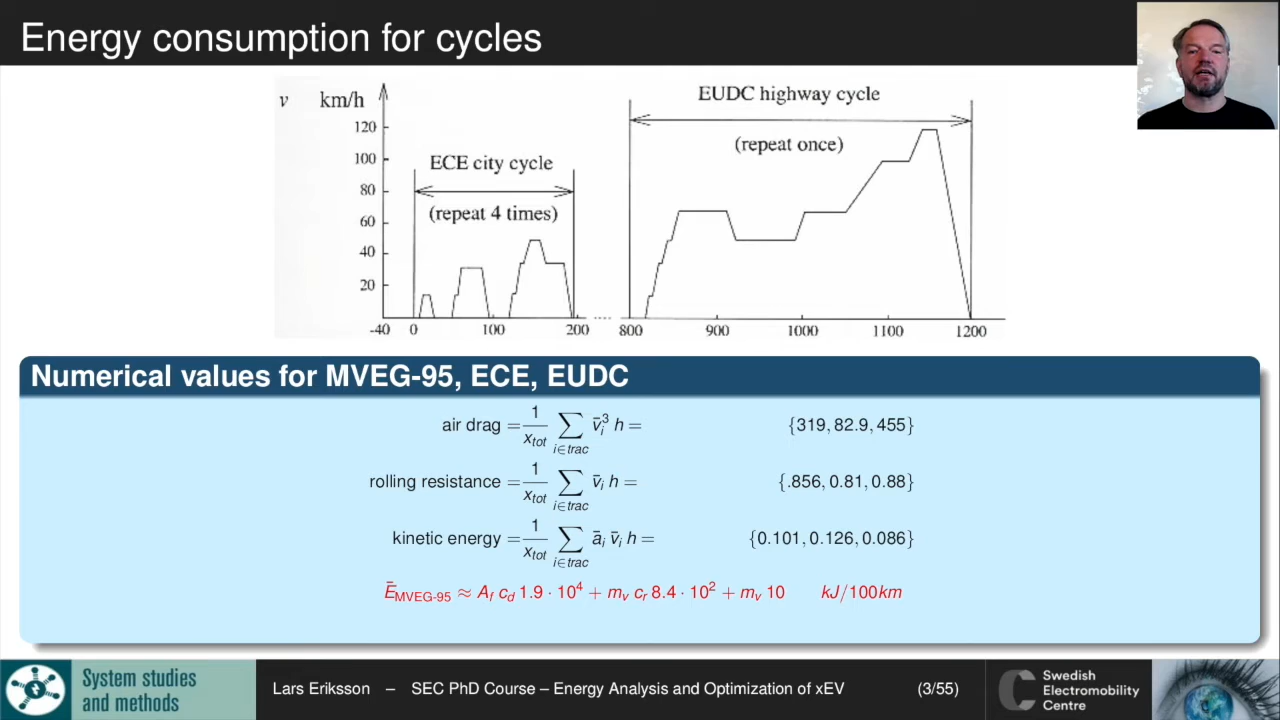 Energy consumption for cycles
v km/h
120
100
80
60
40
20
-40 0 100 200 800 900 1000 1100 1200
ECE city cycle
(repeat 4 times)
....
EUDC highway cycle
(repeat once)
Numerical values for MVEG-95, ECE, EUDC
air drag = 1/x_tot ∑_{i∈trac} v̄_i^3 h = {319, 82.9, 455}
rolling resistance = 1/x_tot ∑_{i∈trac} v̄_i h = {.856, 0.81, 0.88}
kinetic energy = 1/x_tot ∑_{i∈trac} ā_i v̄_i h = {0.101, 0.126, 0.086}
Ē_MVEG-95 ≈ A_f c_d 1.9 · 10^4 + m_v c_r 8.4 · 10^2 + m_v 10 kJ/100km
System studies
and methods
Lars Eriksson – SEC PhD Course – Energy Analysis and Optimization of xEV (3/55)
Swedish
Electromobility
Centre